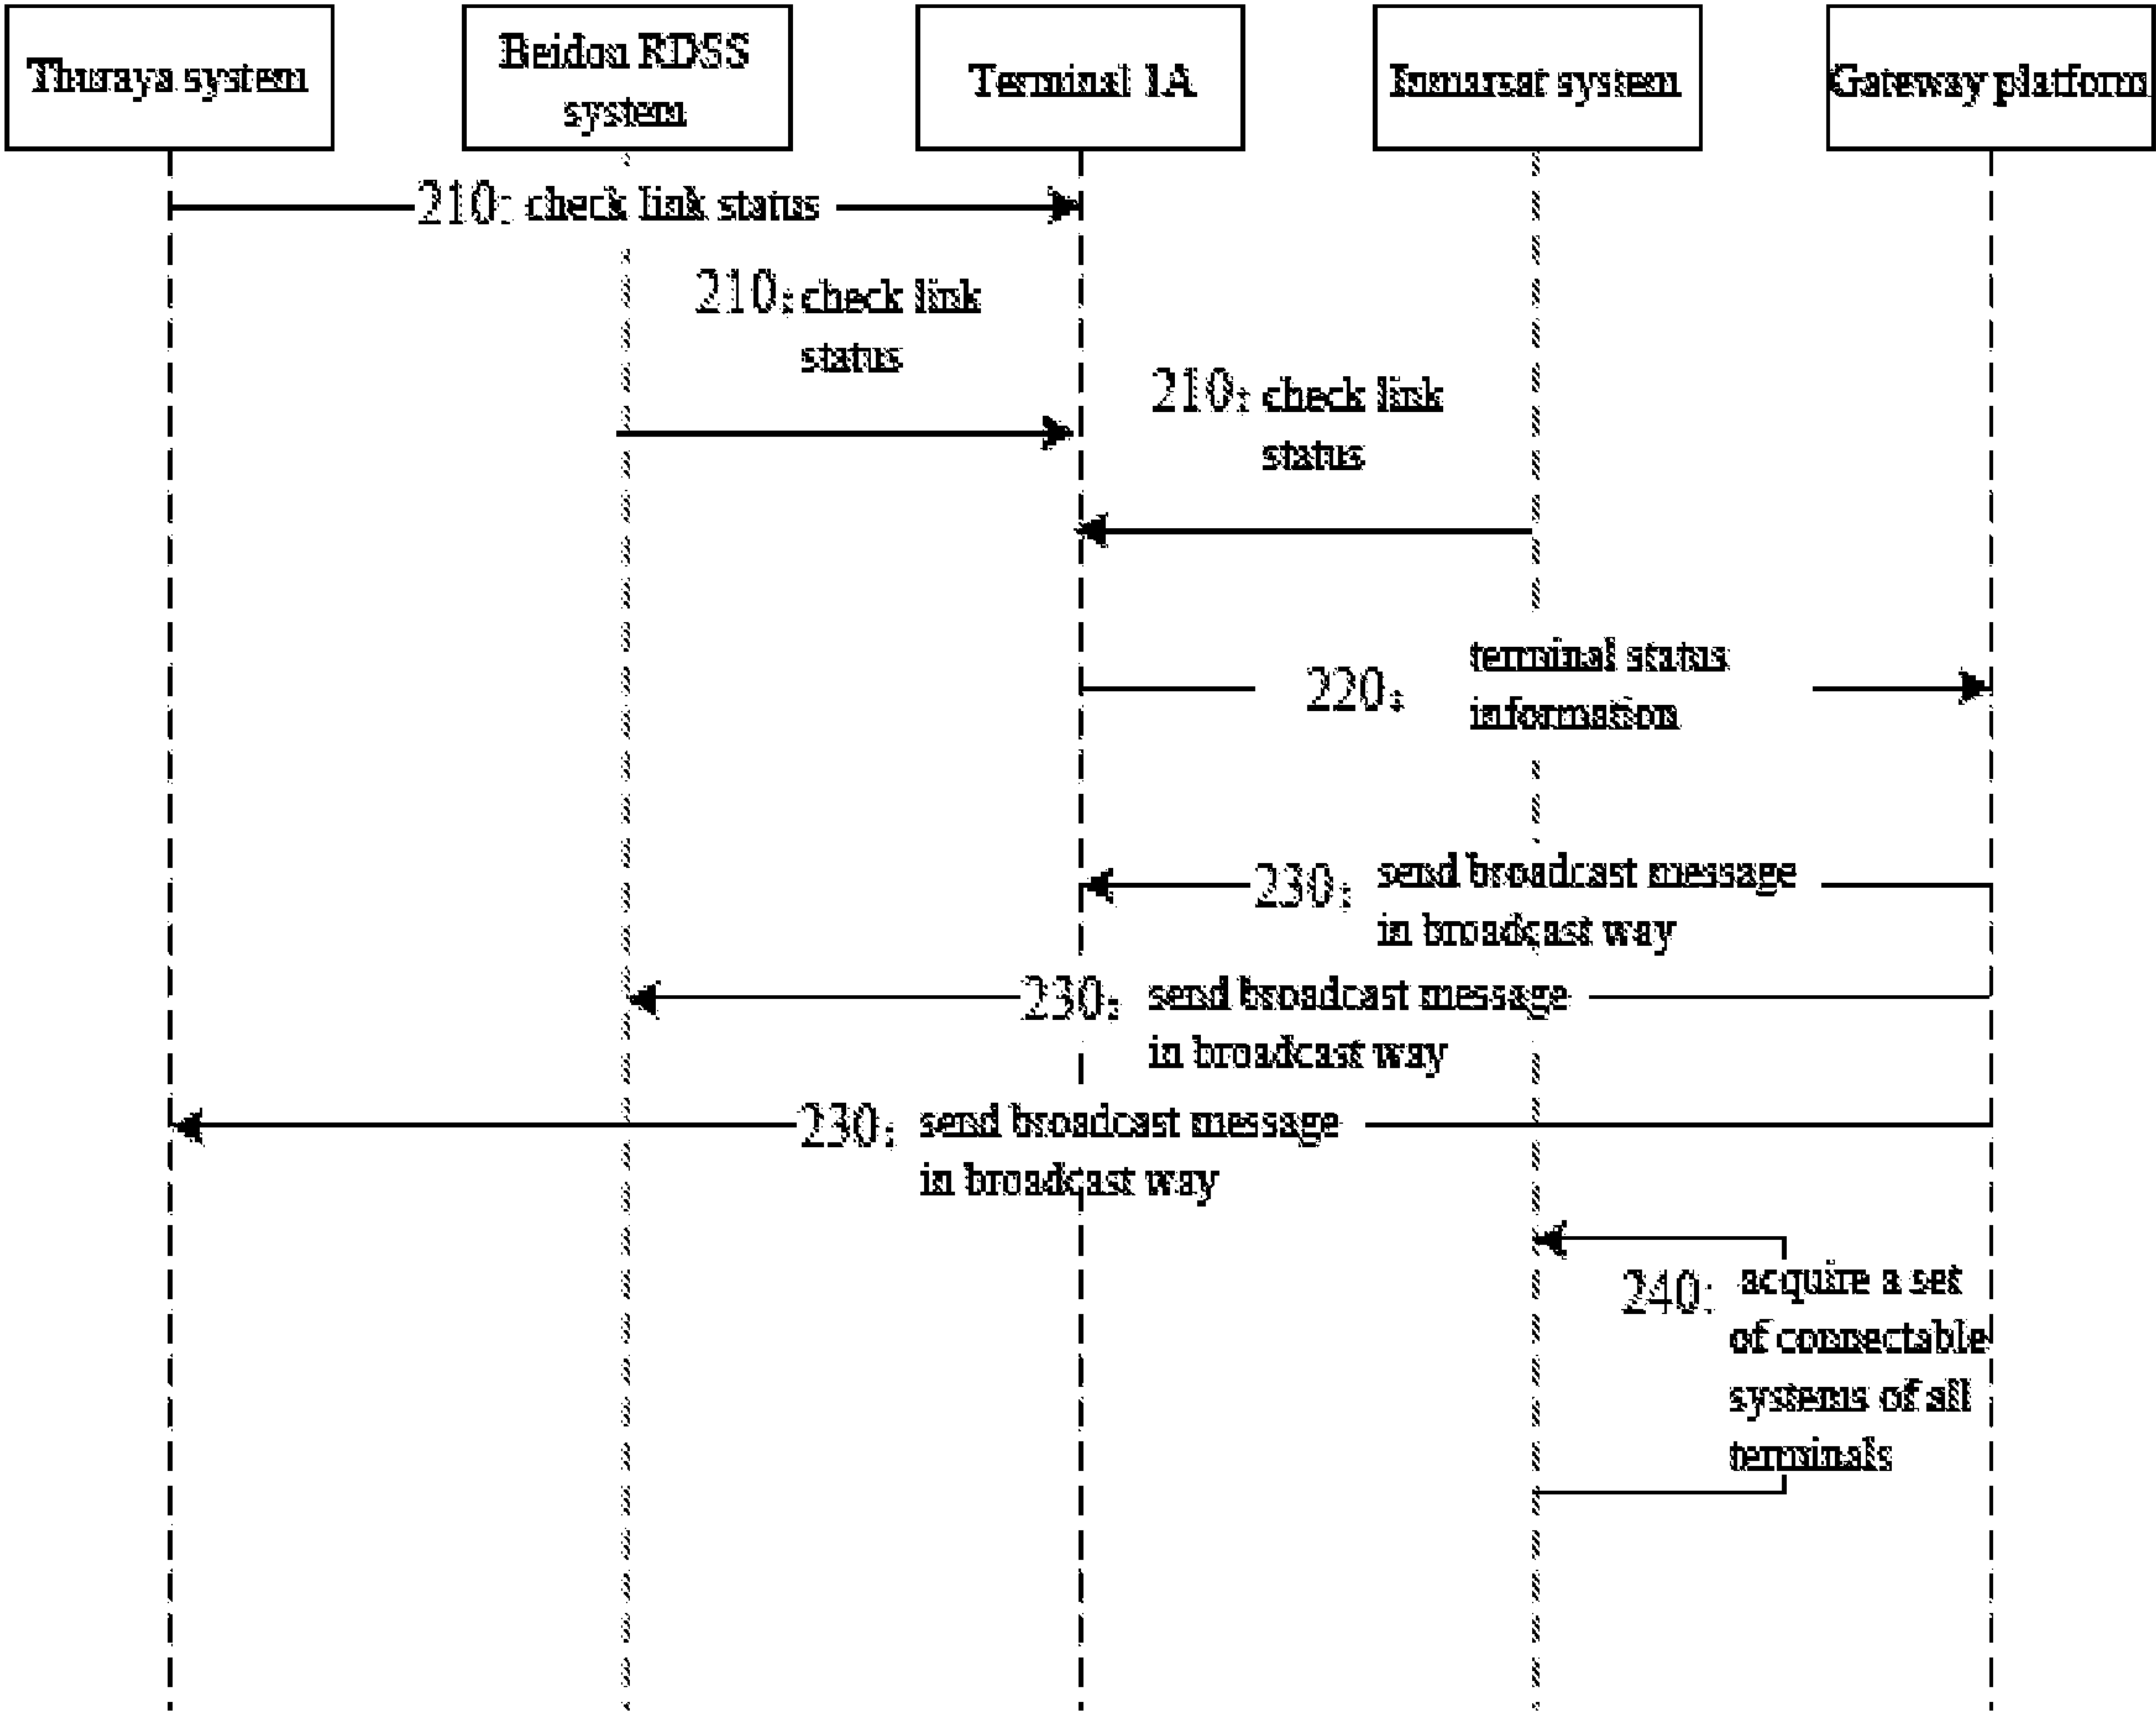 Thuraya system
Beidou RDSS
system
Terminal 1A
Inmarsat system
Gateway platform
210: check link status
210: check link
status
210: check link
status
220: terminal status
information
230: send broadcast message
in broadcast way
230: send broadcast message
in broadcast way
230: send broadcast message
in broadcast way
240: acquire a set
of connectable
systems of all
terminals